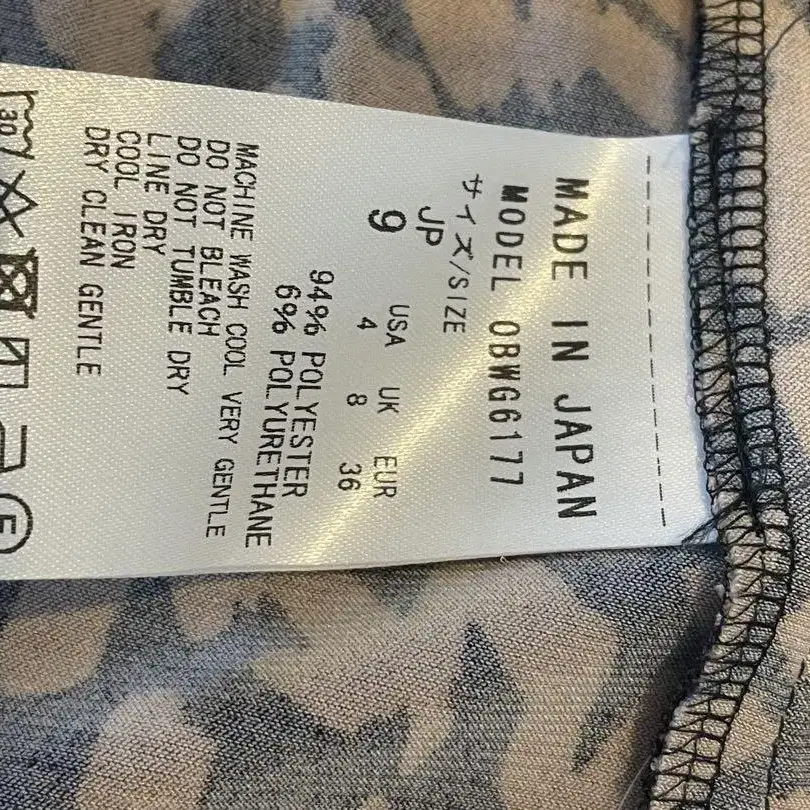 MADE IN JAPAN
MODEL OBWG6177
サイズ/SIZE
JP USA UK EUR
9 4 8 36
94% POLYESTER
6% POLYURETHANE
MACHINE WASH COOL VERY GENTLE
DO NOT BLEACH
DO NOT TUMBLE DRY
LINE DRY
COOL IRON
DRY CLEAN GENTLE
30
F